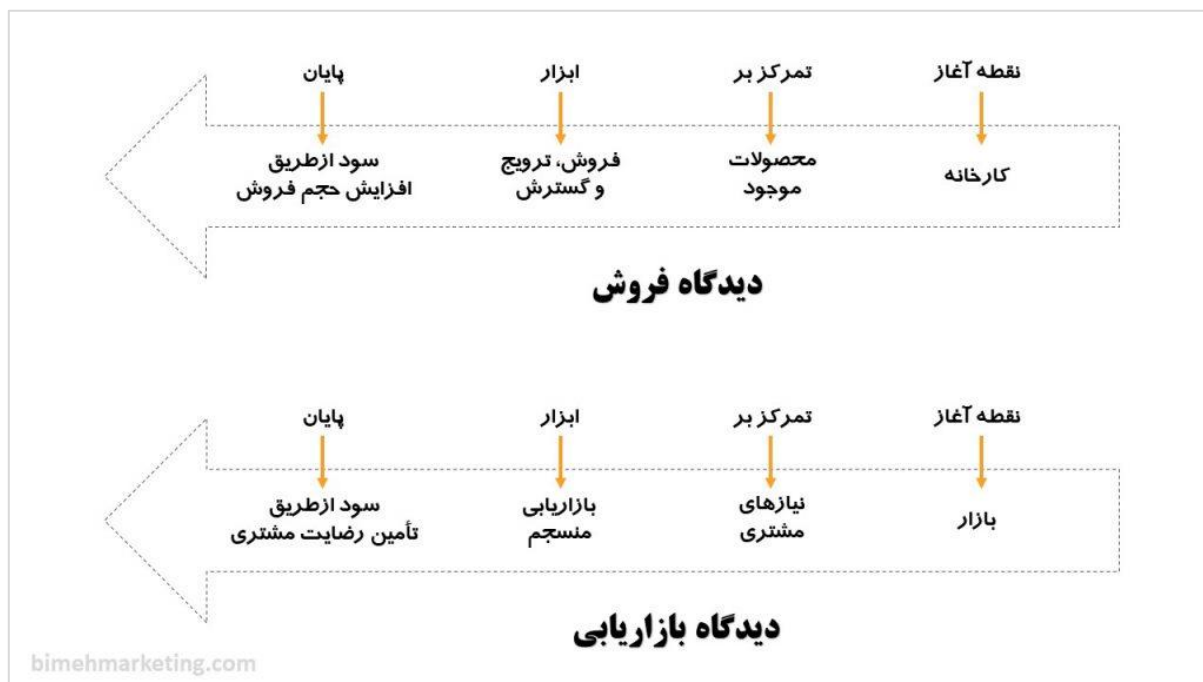 نقطه آغاز
تمرکز بر
ابزار
پایان
کارخانه
محصولات
موجود
فروش، ترویج
و گسترش
سود ازطریق
افزایش حجم فروش
دیدگاه فروش
نقطه آغاز
تمرکز بر
ابزار
پایان
بازار
نیازهای
مشتری
بازاریابی
منسجم
سود ازطریق
تأمین رضایت مشتری
دیدگاه بازاریابی
bimehmarketing.com